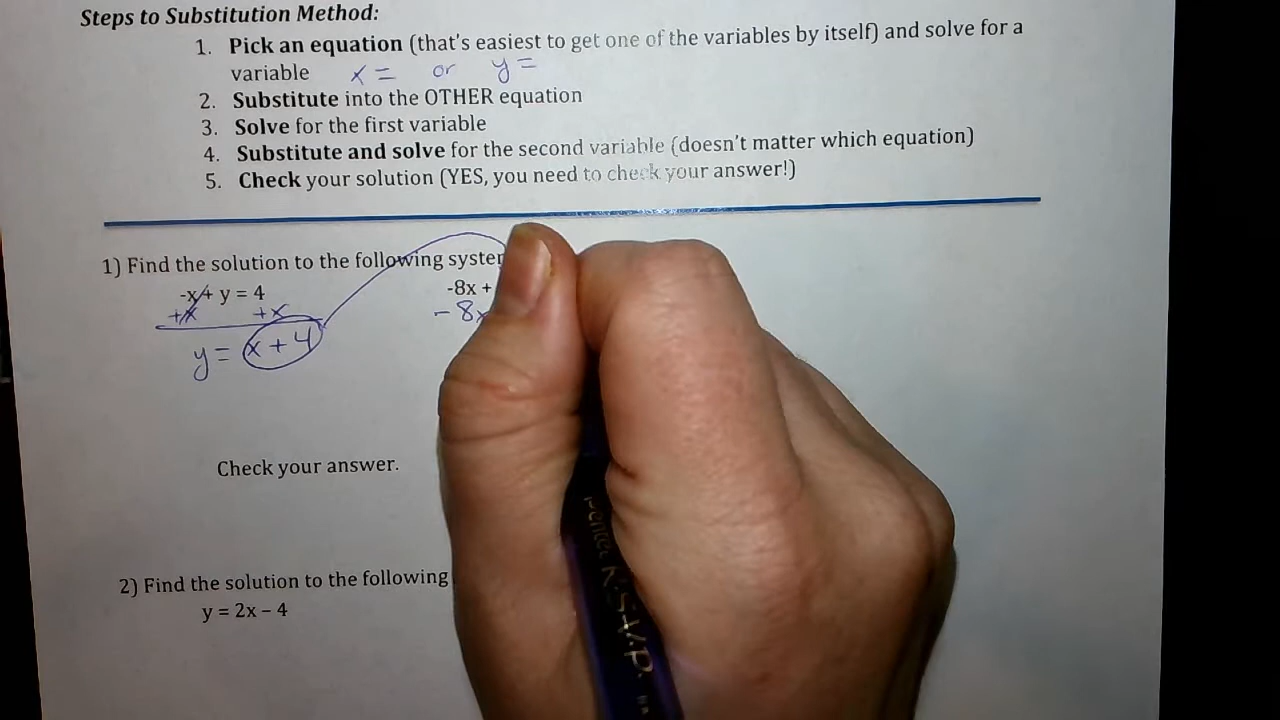 Steps to Substitution Method:
1. Pick an equation (that's easiest to get one of the variables by itself) and solve for a
variable x = or y =
2. Substitute into the OTHER equation
3. Solve for the first variable
4. Substitute and solve for the second variable (doesn't matter which equation)
5. Check your solution (YES, you need to check your answer!)
1) Find the solution to the following
-x + y = 4 -8x +
+x +x - 8x
y = x + 4
Check your answer.
2) Find the solution to the following
y = 2x – 4
R.S.V.P.